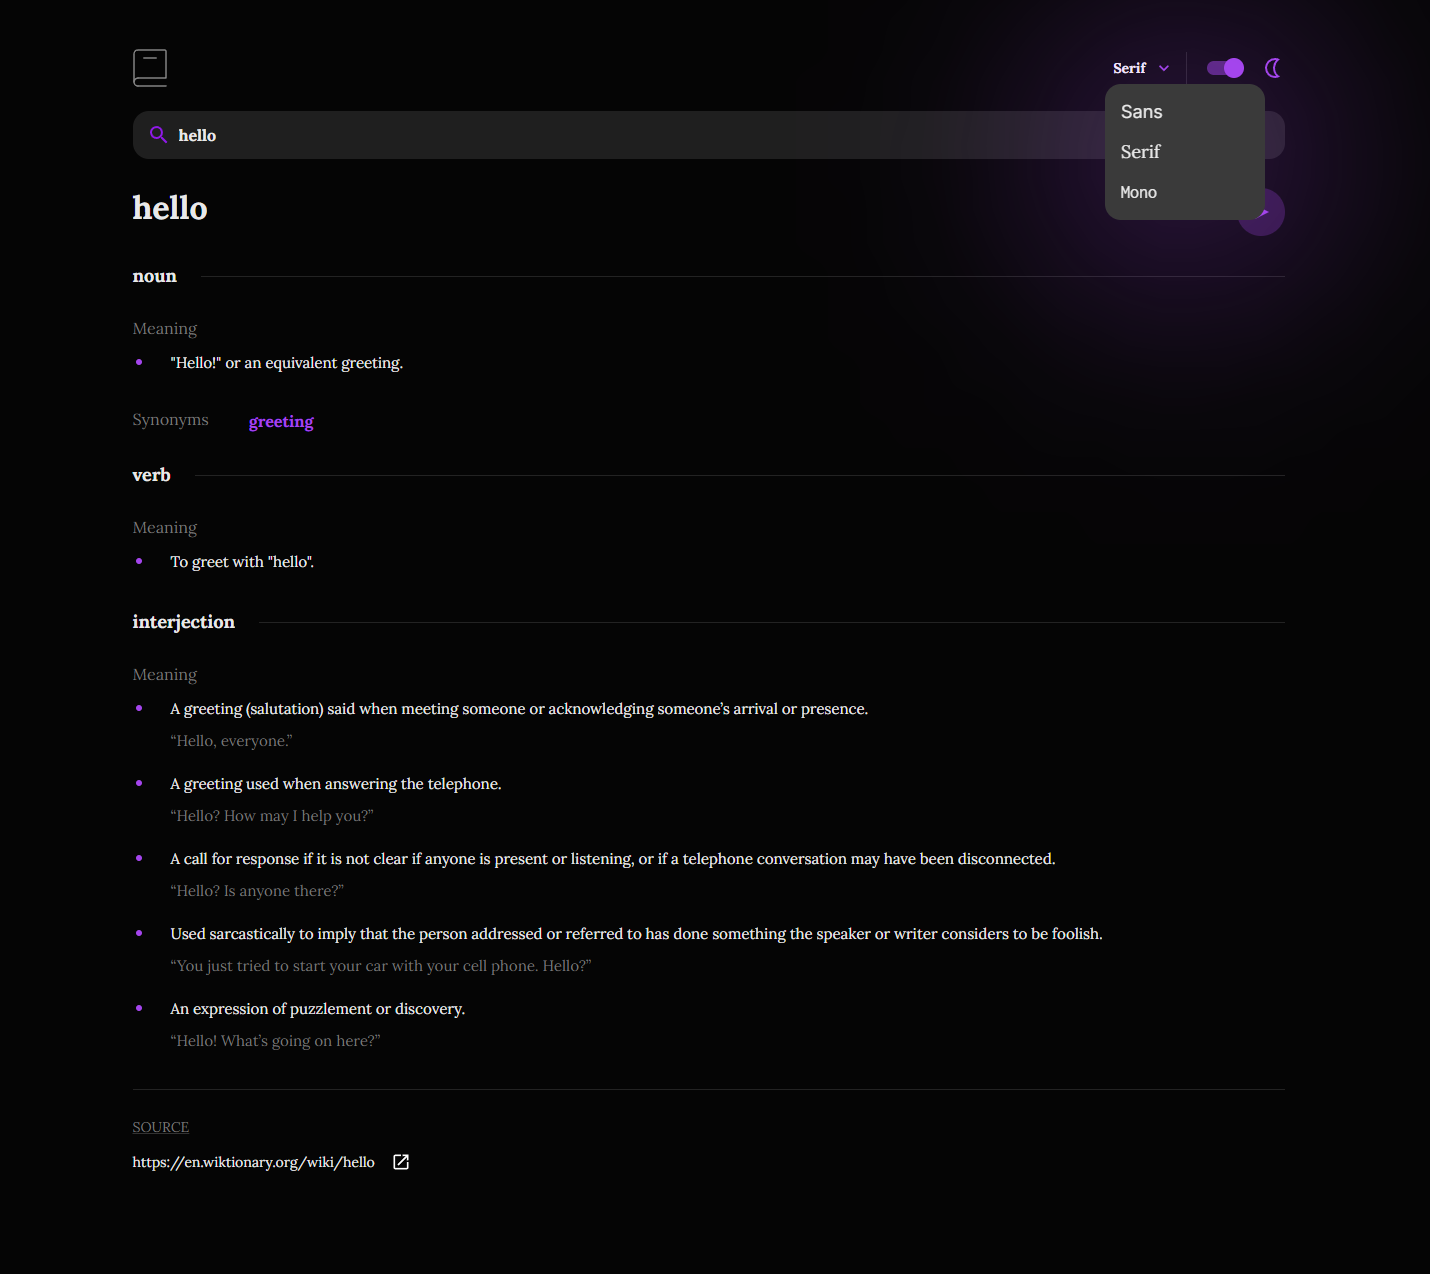 Serif
Sans
Serif
Mono
hello
hello
noun
Meaning
"Hello!" or an equivalent greeting.
Synonyms greeting
verb
Meaning
To greet with "hello".
interjection
Meaning
A greeting (salutation) said when meeting someone or acknowledging someone’s arrival or presence.
“Hello, everyone.”
A greeting used when answering the telephone.
“Hello? How may I help you?”
A call for response if it is not clear if anyone is present or listening, or if a telephone conversation may have been disconnected.
“Hello? Is anyone there?”
Used sarcastically to imply that the person addressed or referred to has done something the speaker or writer considers to be foolish.
“You just tried to start your car with your cell phone. Hello?”
An expression of puzzlement or discovery.
“Hello! What’s going on here?”
SOURCE
https://en.wiktionary.org/wiki/hello